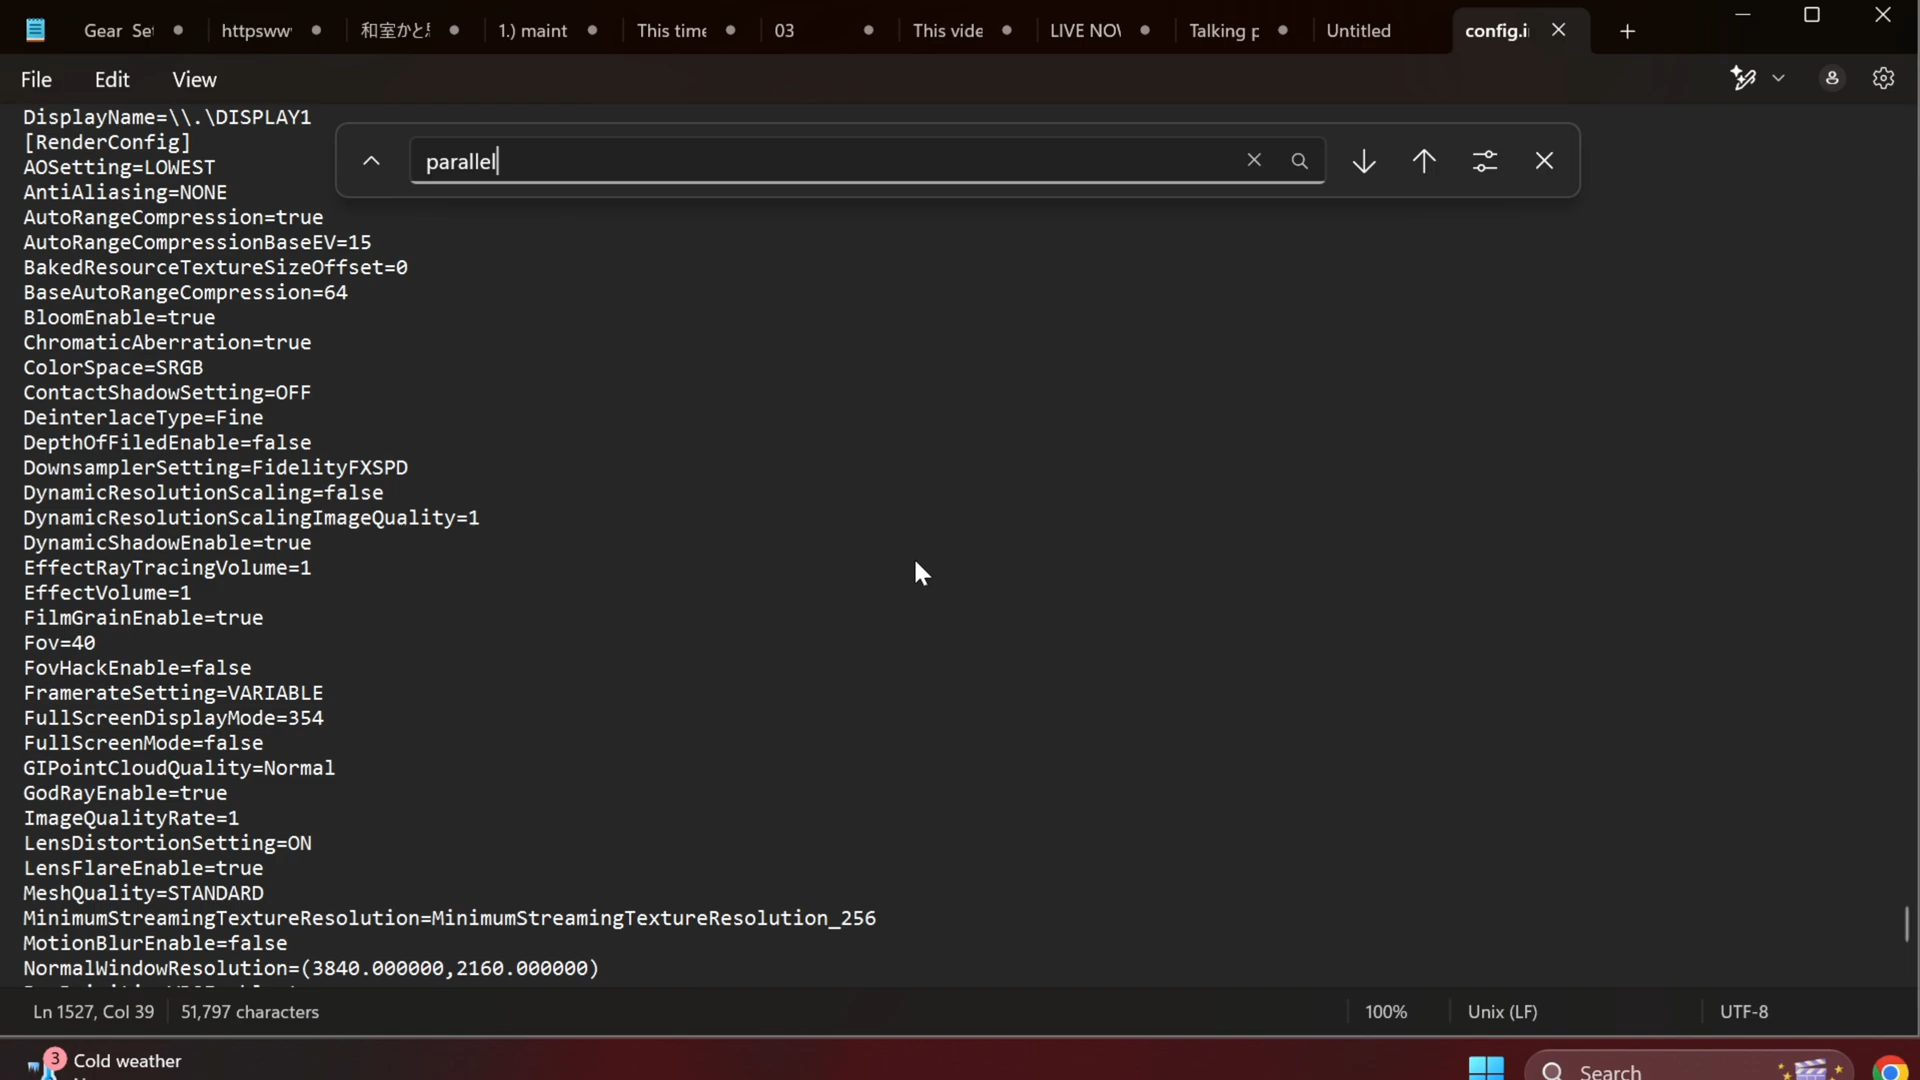 Gear Se
httpsww
和室かと
1.) maint
This time
03
This vide
LIVE NO
Talking p
Untitled
config.i
File
Edit
View
DisplayName=\\.\DISPLAY1
[RenderConfig]
parallel
AOSetting=LOWEST
AntiAliasing=NONE
AutoRangeCompression=true
AutoRangeCompressionBaseEV=15
BakedResourceTextureSizeOffset=0
BaseAutoRangeCompression=64
BloomEnable=true
ChromaticAberration=true
ColorSpace=SRGB
ContactShadowSetting=OFF
DeinterlaceType=Fine
DepthOfFiledEnable=false
DownsamplerSetting=FidelityFXSPD
DynamicResolutionScaling=false
DynamicResolutionScalingImageQuality=1
DynamicShadowEnable=true
EffectRayTracingVolume=1
EffectVolume=1
FilmGrainEnable=true
Fov=40
FovHackEnable=false
FramerateSetting=VARIABLE
FullScreenDisplayMode=354
FullScreenMode=false
GIPointCloudQuality=Normal
GodRayEnable=true
ImageQualityRate=1
LensDistortionSetting=ON
LensFlareEnable=true
MeshQuality=STANDARD
MinimumStreamingTextureResolution=MinimumStreamingTextureResolution_256
MotionBlurEnable=false
NormalWindowResolution=(3840.000000,2160.000000)
Ln 1527, Col 39
51,797 characters
100%
Unix (LF)
UTF-8
3
Cold weather
Search